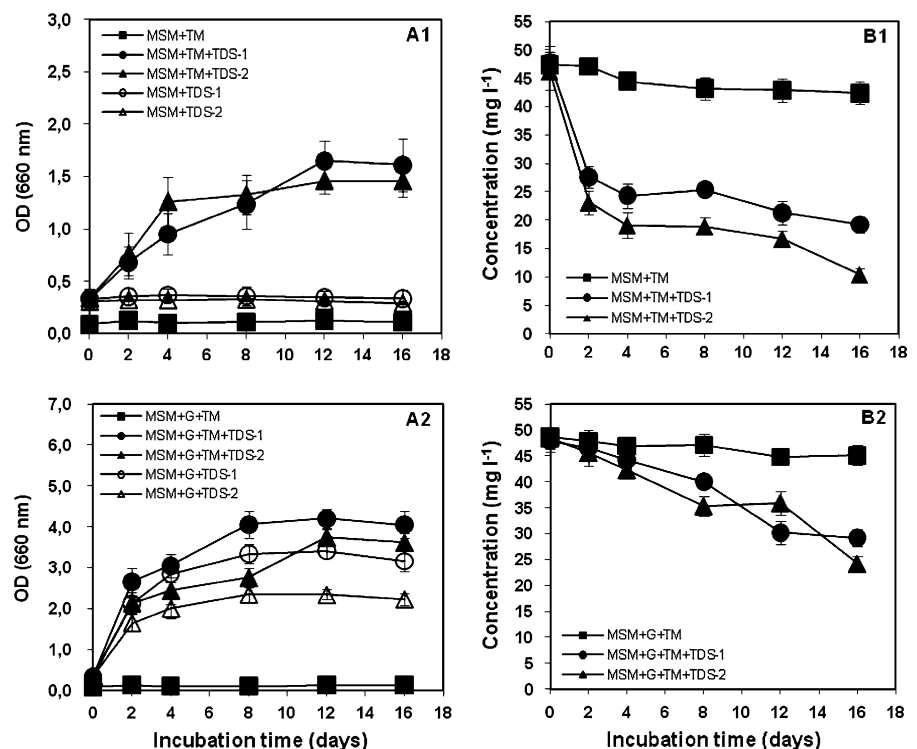 A1
3,0
2,5
2,0
1,5
0,5
0,0
OD (660 nm)
MSM+TM
MSM+TM+TDS-1
MSM+TM+TDS-2
MSM+TDS-1
MSM+TDS-2
0 2 4 6 8 10 12 14 16 18
B1
55
50
45
35
30
25
20
15
10
5
0
Concentration (mg l-1)
MSM+TM
MSM+TM+TDS-1
MSM+TM+TDS-2
0 2 4 6 8 10 12 14 16 18
A2
7,0
6,0
5,0
4,0
3,0
2,0
1,0
0,0
OD (660 nm)
MSM+G+TM
MSM+G+TM+TDS-1
MSM+G+TM+TDS-2
MSM+G+TDS-1
MSM+G+TDS-2
0 2 4 6 8 10 12 14 16 18
Incubation time (days)
B2
55
50
45
35
30
25
20
15
10
5
0
Concentration (mg l-1)
MSM+G+TM
MSM+G+TM+TDS-1
MSM+G+TM+TDS-2
0 2 4 6 8 10 12 14 16 18
Incubation time (days)